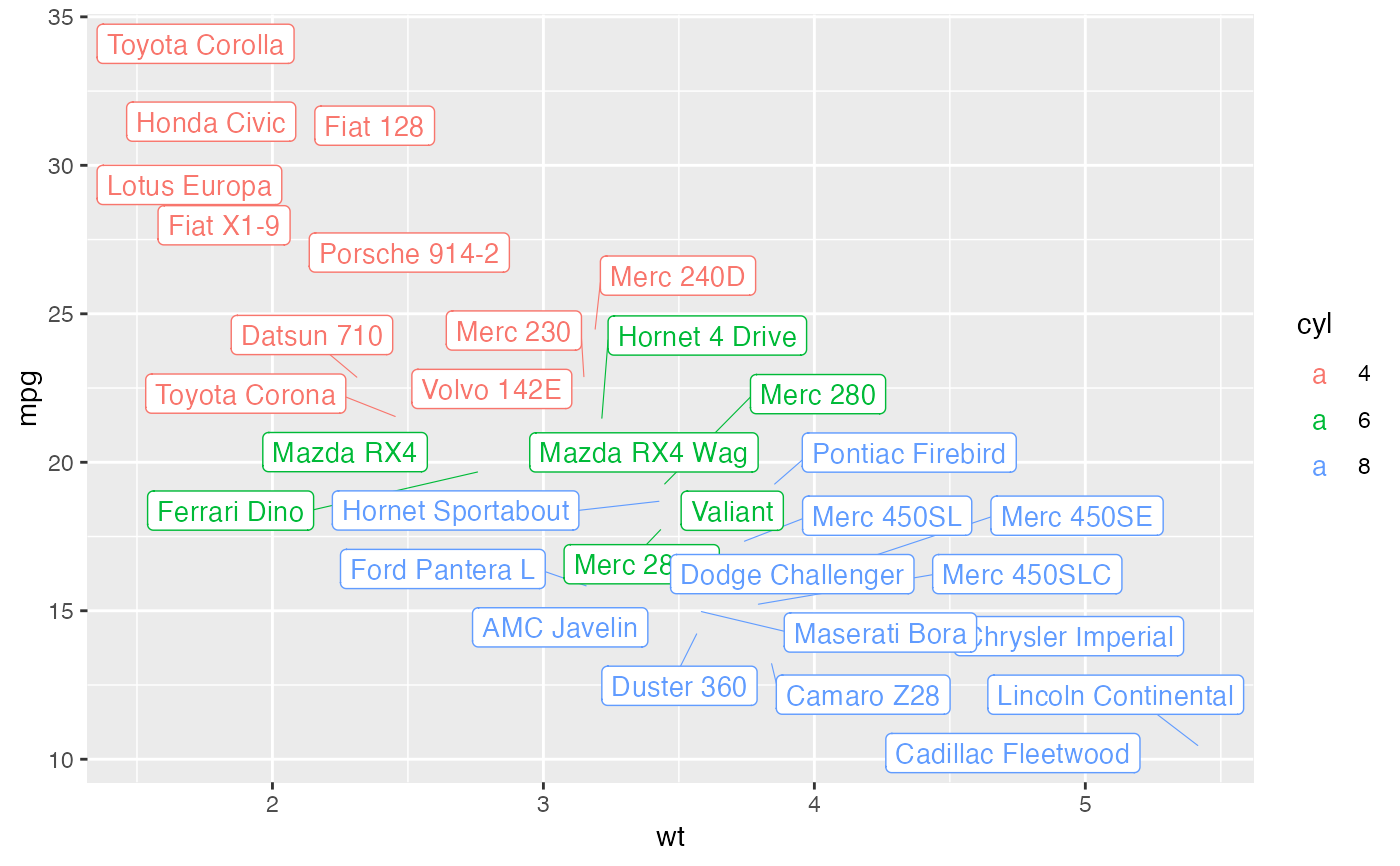 35
Toyota Corolla
Honda Civic
Fiat 128
30
Lotus Europa
Fiat X1-9
Porsche 914-2
Merc 240D
25
Datsun 710
Merc 230
Hornet 4 Drive
cyl
mpg
Toyota Corona
Volvo 142E
Merc 280
a 4
a 6
a 8
Mazda RX4
Mazda RX4 Wag
Pontiac Firebird
20
Ferrari Dino
Hornet Sportabout
Valiant
Merc 450SL
Merc 450SE
Ford Pantera L
Merc 28
Dodge Challenger
Merc 450SLC
15
AMC Javelin
Maserati Bora
Chrysler Imperial
Duster 360
Camaro Z28
Lincoln Continental
10
Cadillac Fleetwood
2
3
4
5
wt